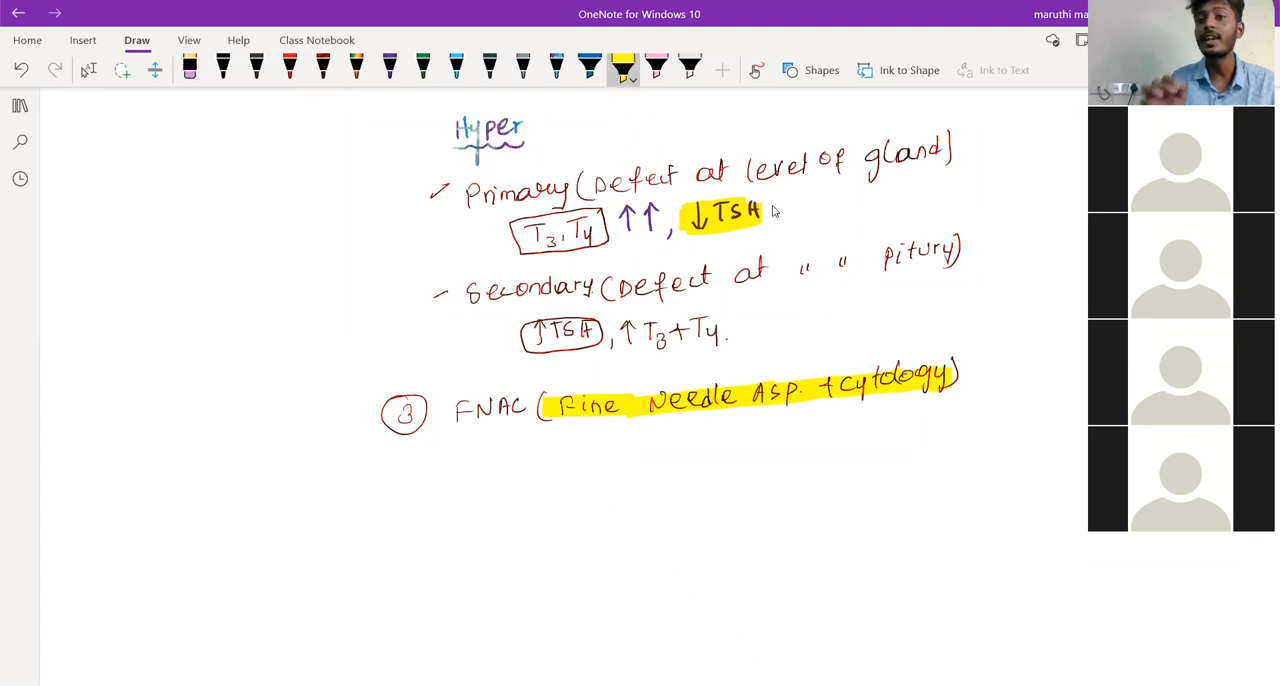 OneNote for Windows 10
maruthi ma
Home Insert Draw View Help Class Notebook
Shapes Ink to Shape Ink to Text
Hyper
Primary (Defect at level of gland)
T3, T4 ↑↑, ↓TSH
- Secondary (Defect at " " pitury)
↑TSH, ↑T3+T4.
3 FNAC (Fine Needle Asp. + Cytology)